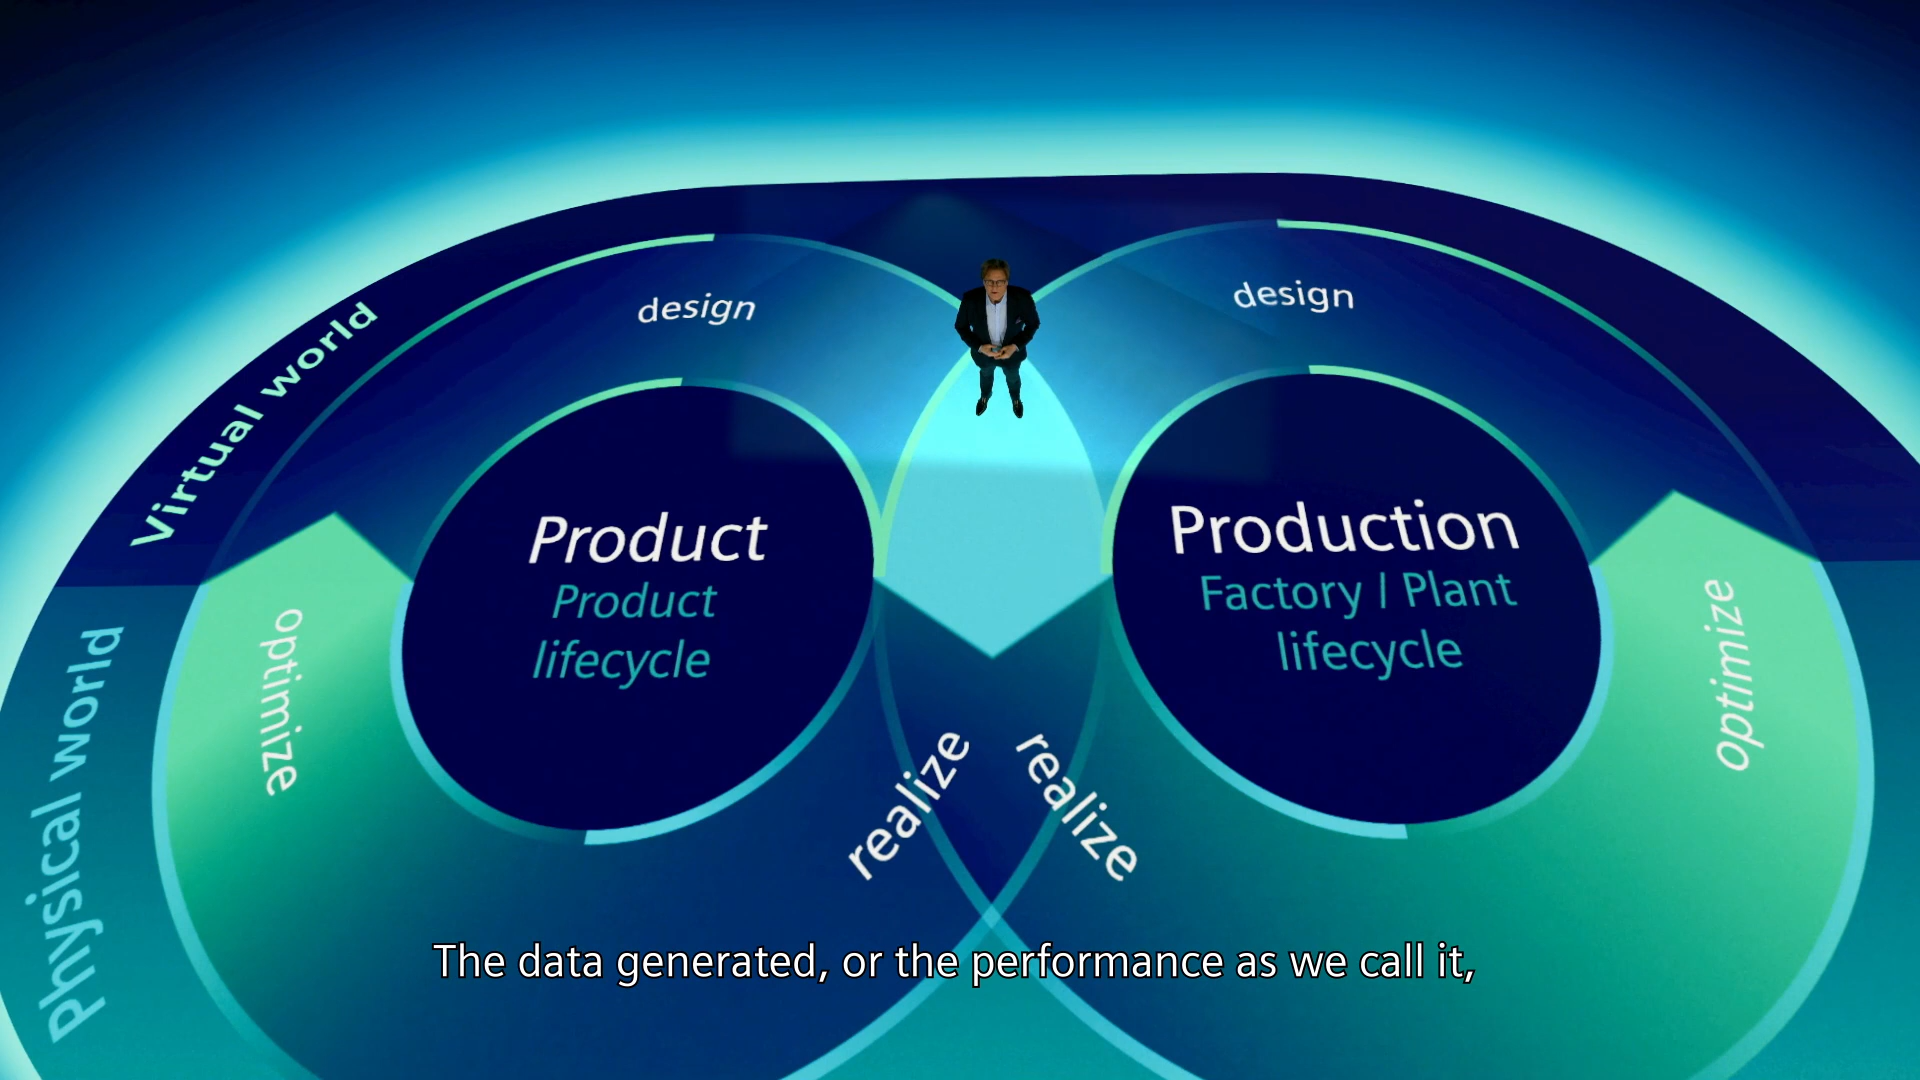 Virtual world
Physical world
design
design
Product
Product
lifecycle
Production
Factory / Plant
lifecycle
optimize
optimize
realize
realize
The data generated, or the performance as we call it,